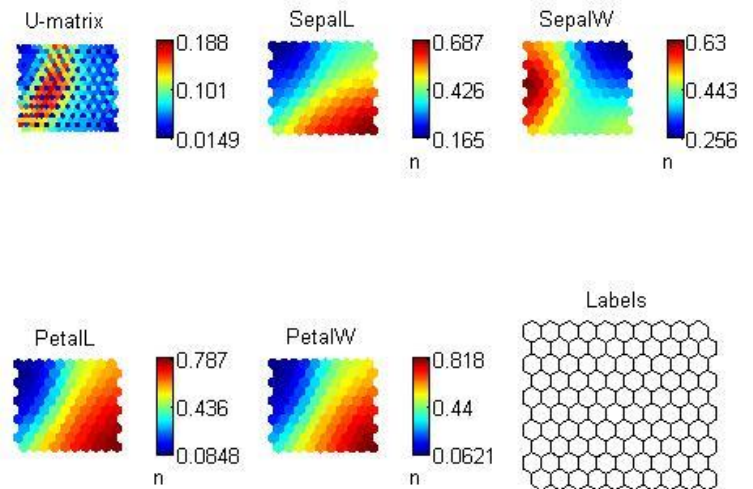 U-matrix
0.188
0.101
0.0149
SepalL
0.687
0.426
0.165
n
SepalW
0.63
0.443
0.256
n
PetalL
0.787
0.436
0.0848
n
PetalW
0.818
0.44
0.0621
n
Labels